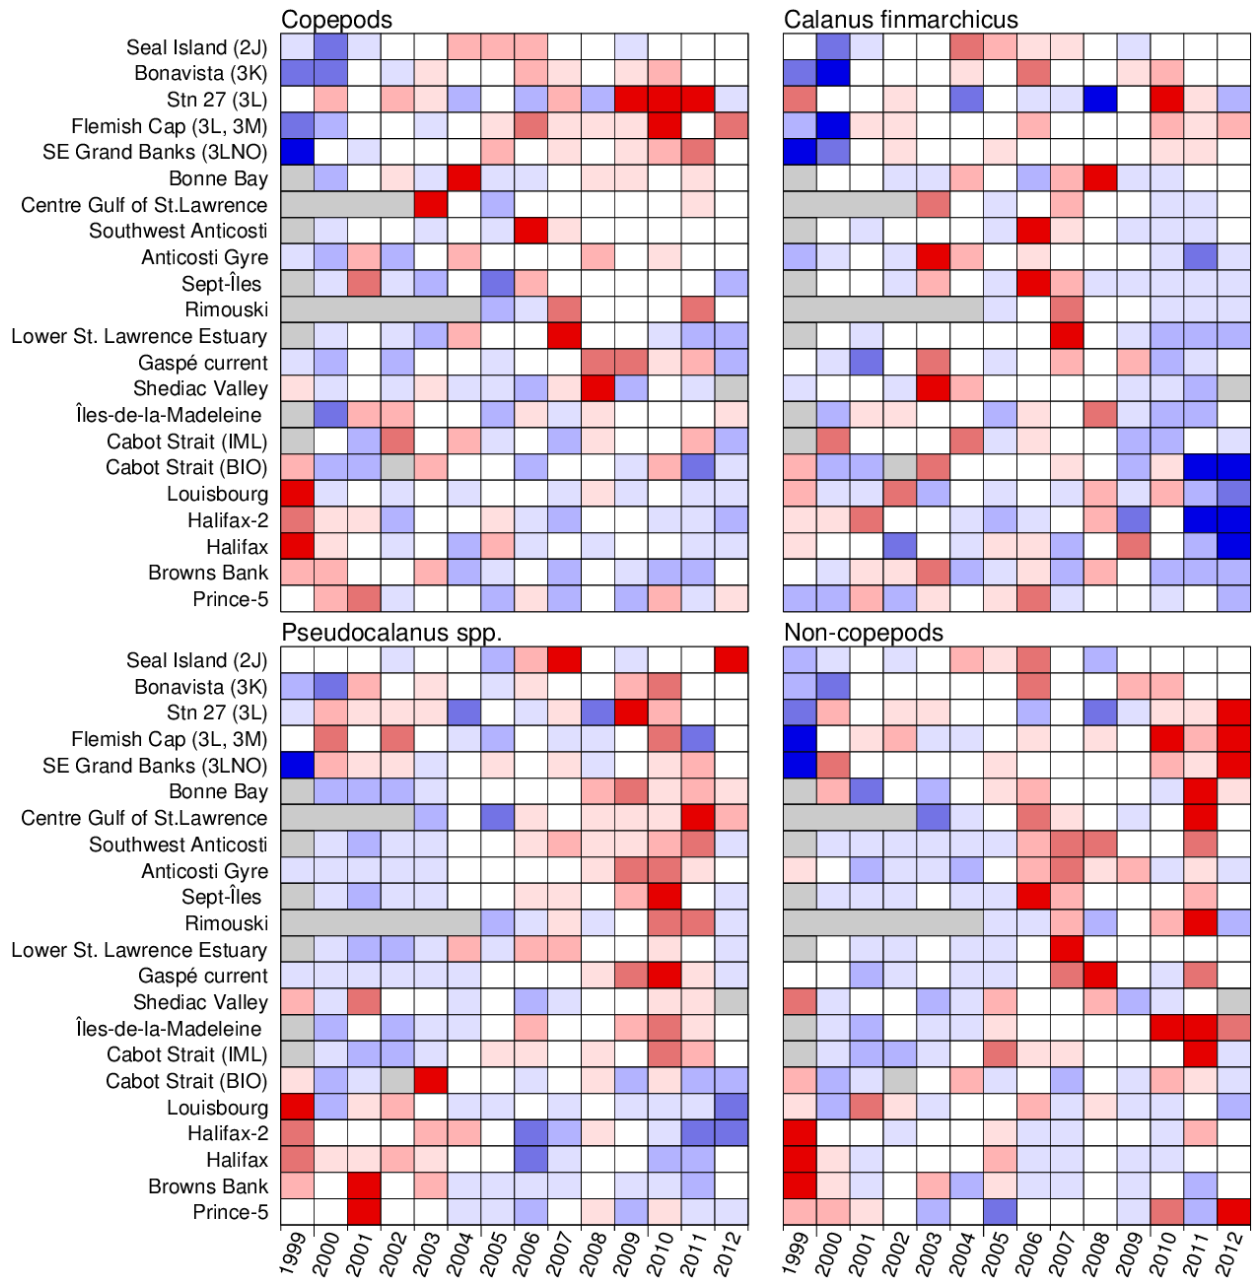 Copepods
Calanus finmarchicus
Seal Island (2J)
Bonavista (3K)
Stn 27 (3L)
Flemish Cap (3L, 3M)
SE Grand Banks (3LNO)
Bonne Bay
Centre Gulf of St.Lawrence
Southwest Anticosti
Anticosti Gyre
Sept-Îles
Rimouski
Lower St. Lawrence Estuary
Gaspé current
Shediac Valley
Îles-de-la-Madeleine
Cabot Strait (IML)
Cabot Strait (BIO)
Louisbourg
Halifax-2
Halifax
Browns Bank
Prince-5
Pseudocalanus spp.
Non-copepods
Seal Island (2J)
Bonavista (3K)
Stn 27 (3L)
Flemish Cap (3L, 3M)
SE Grand Banks (3LNO)
Bonne Bay
Centre Gulf of St.Lawrence
Southwest Anticosti
Anticosti Gyre
Sept-Îles
Rimouski
Lower St. Lawrence Estuary
Gaspé current
Shediac Valley
Îles-de-la-Madeleine
Cabot Strait (IML)
Cabot Strait (BIO)
Louisbourg
Halifax-2
Halifax
Browns Bank
Prince-5
1999 2000 2001 2002 2003 2004 2005 2006 2007 2008 2009 2010 2011 2012
1999 2000 2001 2002 2003 2004 2005 2006 2007 2008 2009 2010 2011 2012